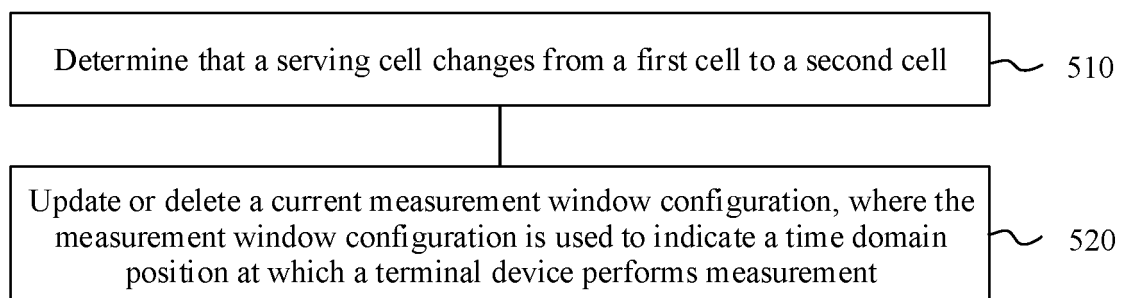 Determine that a serving cell changes from a first cell to a second cell
510
Update or delete a current measurement window configuration, where the
measurement window configuration is used to indicate a time domain
position at which a terminal device performs measurement
520